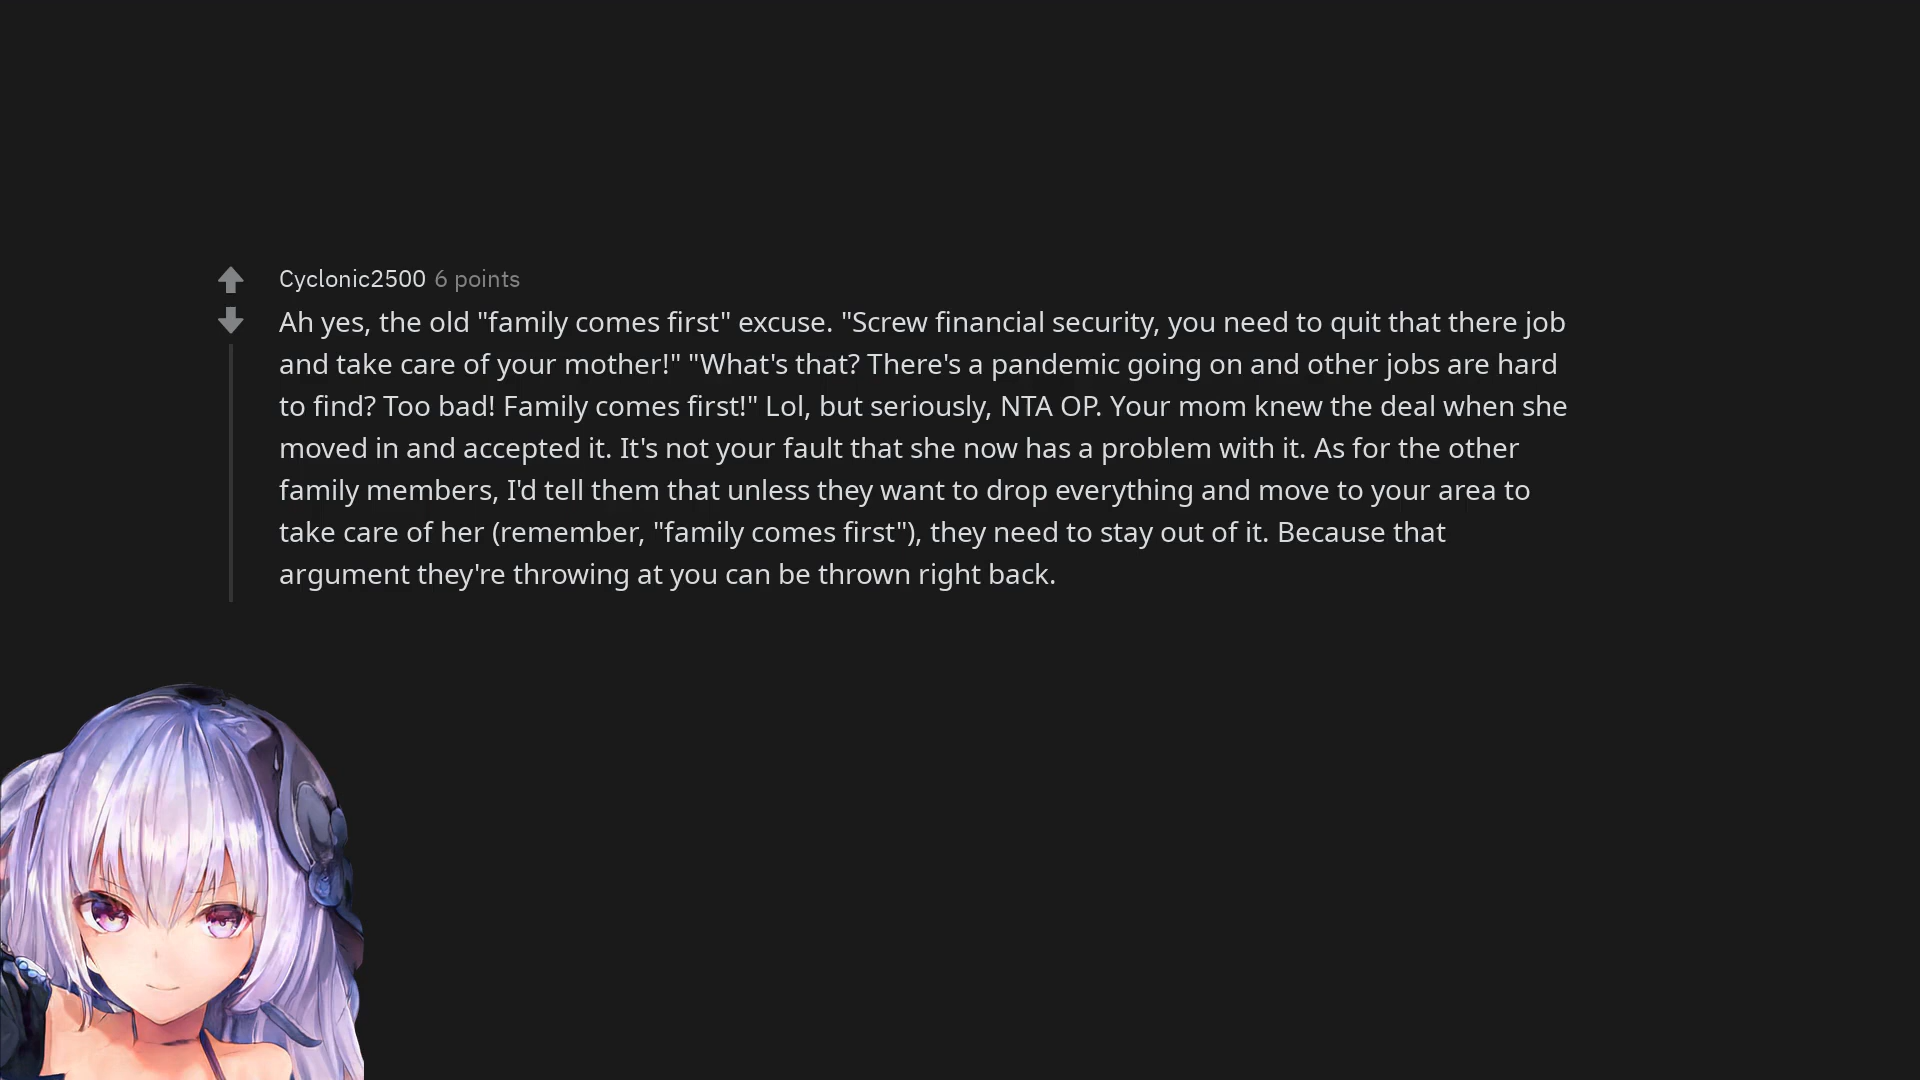 Cyclonic2500 6 points
Ah yes, the old "family comes first" excuse. "Screw financial security, you need to quit that there job
and take care of your mother!" "What's that? There's a pandemic going on and other jobs are hard
to find? Too bad! Family comes first!" Lol, but seriously, NTA OP. Your mom knew the deal when she
moved in and accepted it. It's not your fault that she now has a problem with it. As for the other
family members, I'd tell them that unless they want to drop everything and move to your area to
take care of her (remember, "family comes first"), they need to stay out of it. Because that
argument they're throwing at you can be thrown right back.